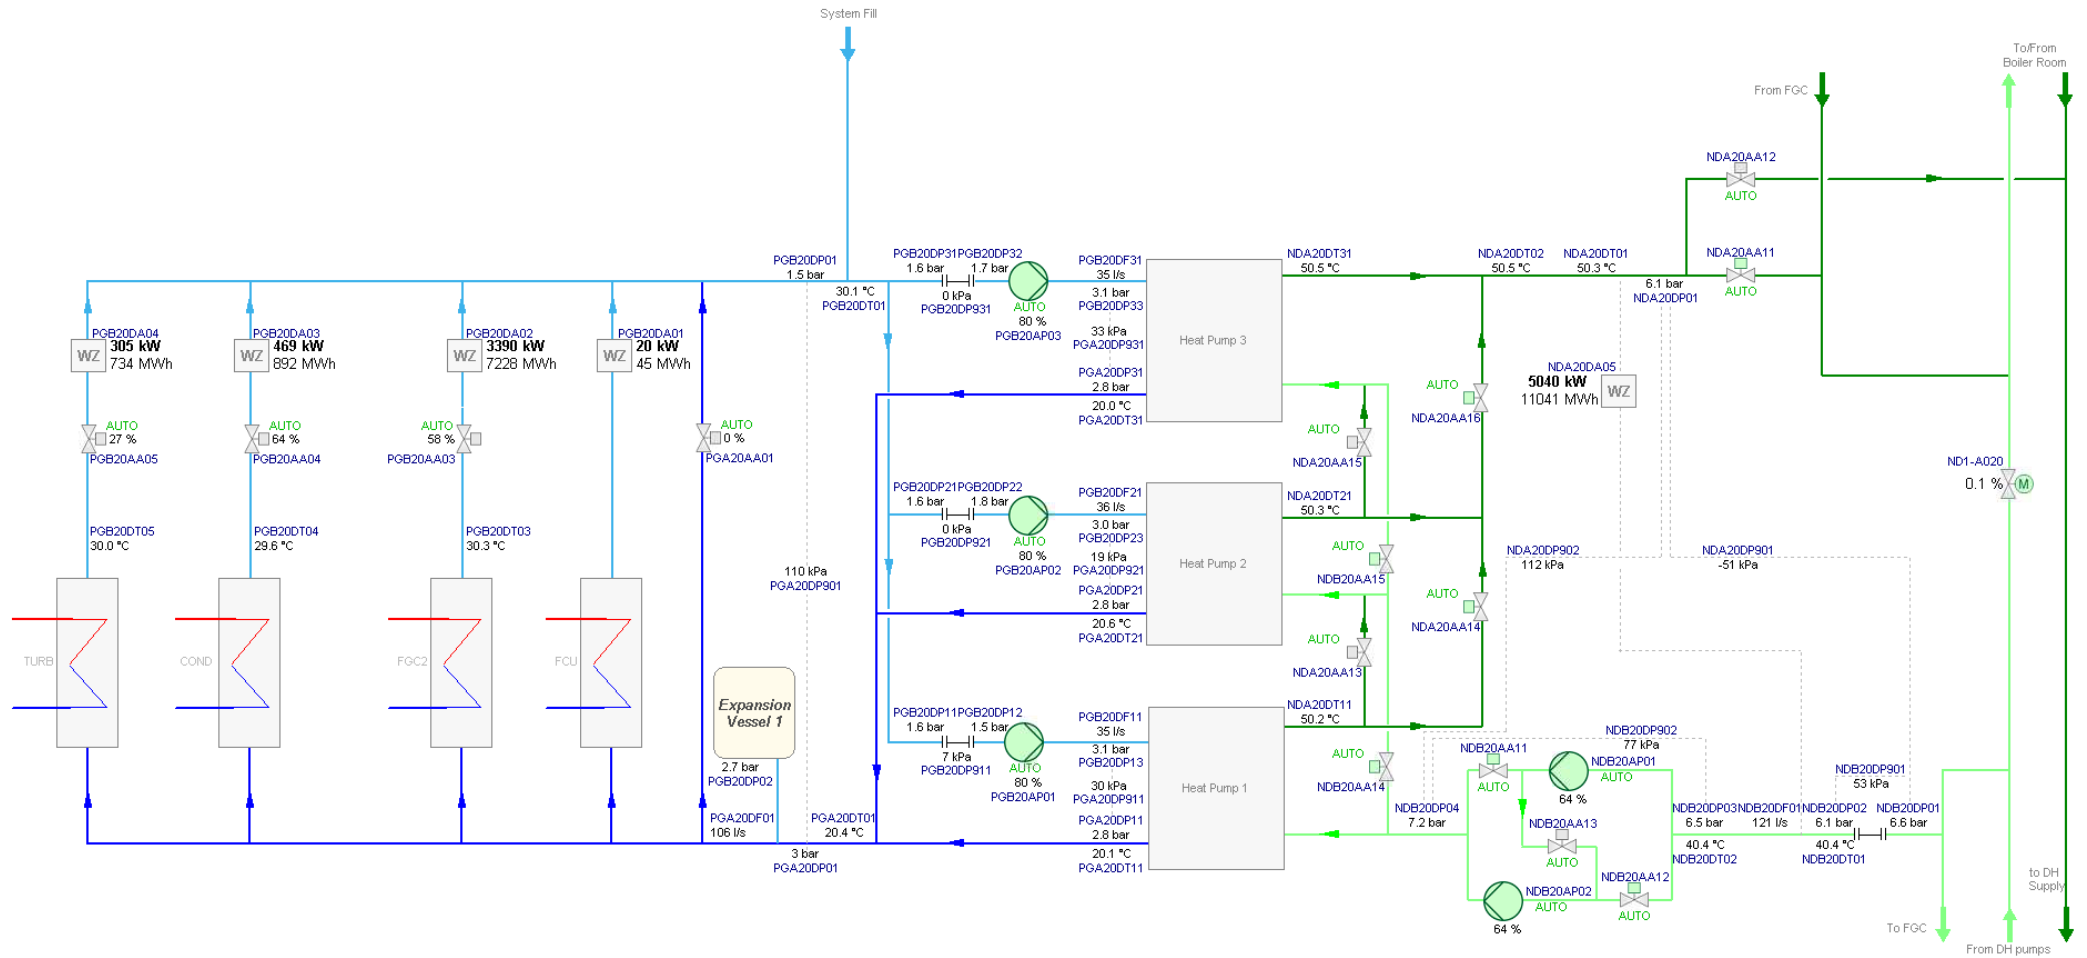 System Fill
To/From
Boiler Room
From FGC
NDA20AA12
AUTO
NDA20AA11
AUTO
PGB20DP01
1.5 bar
30.1 °C
PGB20DT01
PGB20DP31 PGB20DP32
1.6 bar 1.7 bar
0 kPa
PGB20DP931
AUTO
80 %
PGB20AP03
PGB20DF31
35 l/s
3.1 bar
PGB20DP33
33 kPa
PGA20DP931
PGA20DP31
2.8 bar
20.0 °C
PGA20DT31
Heat Pump 3
NDA20DT31
50.5 °C
NDA20DT02
50.5 °C
NDA20DT01
50.3 °C
6.1 bar
NDA20DP01
PGB20DA04
WZ
305 kW
734 MWh
PGB20DA03
WZ
469 kW
892 MWh
PGB20DA02
WZ
3390 kW
7228 MWh
PGB20DA01
WZ
20 kW
45 MWh
NDA20DA05
5040 kW
11041 MWh
WZ
AUTO
27 %
PGB20AA05
AUTO
64 %
PGB20AA04
AUTO
58 %
PGB20AA03
AUTO
0 %
PGA20AA01
AUTO
NDA20AA16
AUTO
NDA20AA15
ND1-A020
0.1 %
M
PGB20DP21 PGB20DP22
1.6 bar 1.8 bar
0 kPa
PGB20DP921
AUTO
80 %
PGB20AP02
PGB20DF21
36 l/s
3.0 bar
PGB20DP23
19 kPa
PGA20DP921
PGA20DP21
2.8 bar
20.6 °C
PGA20DT21
Heat Pump 2
NDA20DT21
50.3 °C
PGB20DT05
30.0 °C
PGB20DT04
29.6 °C
PGB20DT03
30.3 °C
110 kPa
PGA20DP901
AUTO
NDB20AA15
AUTO
NDA20AA14
AUTO
NDA20AA13
NDA20DP902
112 kPa
NDA20DP901
-51 kPa
TURB
COND
FGC2
FCU
Expansion
Vessel 1
2.7 bar
PGB20DP02
PGB20DP11 PGB20DP12
1.6 bar 1.5 bar
7 kPa
PGB20DP911
AUTO
80 %
PGB20AP01
PGB20DF11
35 l/s
3.1 bar
PGB20DP13
30 kPa
PGA20DP911
PGA20DP11
2.8 bar
20.1 °C
PGA20DT11
Heat Pump 1
NDA20DT11
50.2 °C
AUTO
NDB20AA14
PGA20DF01
106 l/s
PGA20DT01
20.4 °C
3 bar
PGA20DP01
NDB20DP902
77 kPa
NDB20AA11
AUTO
NDB20AP01
AUTO
64 %
NDB20DP901
53 kPa
NDB20DP04
7.2 bar
NDB20DP03
6.5 bar
40.4 °C
NDB20DT02
NDB20DF01
121 l/s
NDB20DP02
6.1 bar
40.4 °C
NDB20DT01
NDB20DP01
6.6 bar
NDB20AA13
AUTO
NDB20AA12
AUTO
NDB20AP02
AUTO
64 %
to DH
Supply
To FGC
From DH pumps